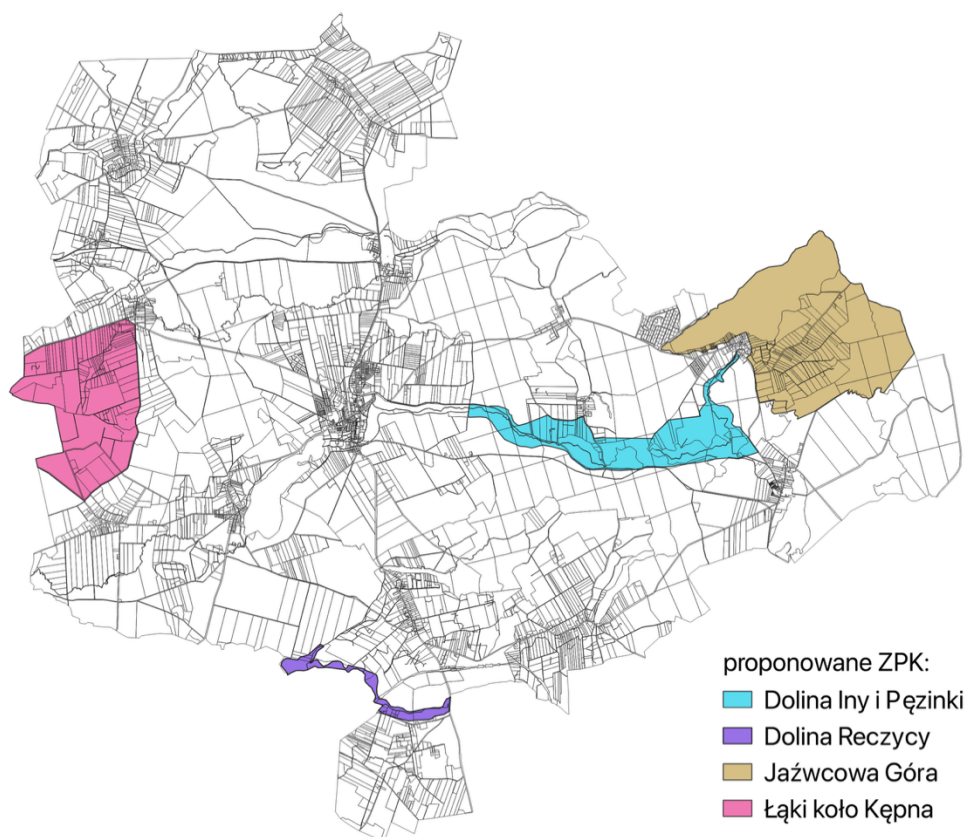 proponowane ZPK:
Dolina Iny i Pęzinki
Dolina Reczycy
Jaźwcowa Góra
Łąki koło Kępna